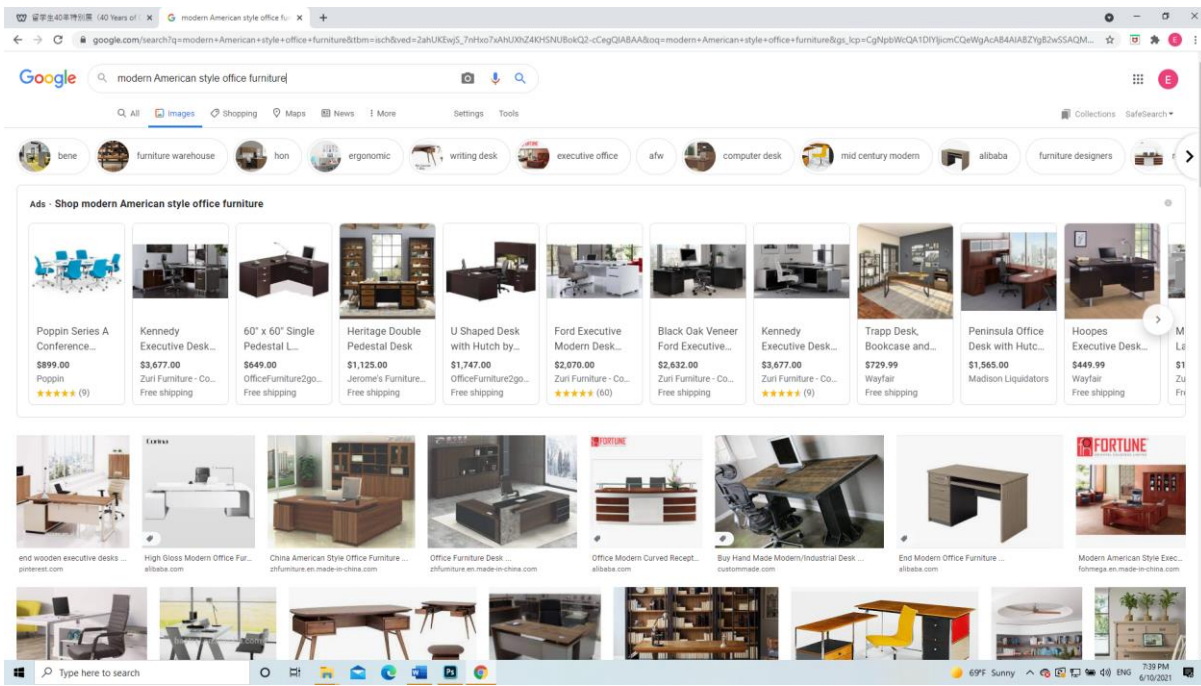 留学生40年特別展 (40 Years of
modern American style office fur
google.com/search?q=modern+American+style+office+furniture&tbm=isch&ved=2ahUKEwjS_7nHxo7xAhUXhZ4KHSNUBokQ2-cCegQIABAA&oq=modern+American+style+office+furniture&gs_lcp=CgNpbWcQA1DIYljicmCQeWgAcAB4AIABZYgB2wSSAQM...
E
Google
modern American style office furniture
E
All Images Shopping Maps News More Settings Tools Collections SafeSearch
bene furniture warehouse hon ergonomic writing desk executive office afw computer desk mid century modern alibaba furniture designers
Ads · Shop modern American style office furniture
Poppin Series A Conference...
$899.00
Poppin
(9)
Kennedy Executive Desk...
$3,677.00
Zuri Furniture - Co...
Free shipping
60" x 60" Single Pedestal L...
$649.00
OfficeFurniture2go...
Free shipping
Heritage Double Pedestal Desk
$1,125.00
Jerome's Furniture...
Free shipping
U Shaped Desk with Hutch by...
$1,747.00
OfficeFurniture2go...
Free shipping
Ford Executive Modern Desk...
$2,070.00
Zuri Furniture - Co...
(60)
Black Oak Veneer Ford Executive...
$2,632.00
Zuri Furniture - Co...
Free shipping
Kennedy Executive Desk...
$3,677.00
Zuri Furniture - Co...
(9)
Trapp Desk, Bookcase and...
$729.99
Wayfair
Free shipping
Peninsula Office Desk with Hutc...
$1,565.00
Madison Liquidators
Hoopes Executive Desk...
$449.99
Wayfair
Free shipping
FORTUNE
FORTUNE
end wooden executive desks ...
pinterest.com
High Gloss Modern Office Fur...
alibaba.com
China American Style Office Furniture ...
zhfurniture.en.made-in-china.com
Office Furniture Desk ...
zhfurniture.en.made-in-china.com
Office Modern Curved Recept...
alibaba.com
Buy Hand Made Modern/Industrial Desk ...
custommade.com
End Modern Office Furniture ...
alibaba.com
Modern American Style Exec...
fohmega.en.made-in-china.com
Type here to search
69°F Sunny
ENG
7:39 PM
6/10/2021